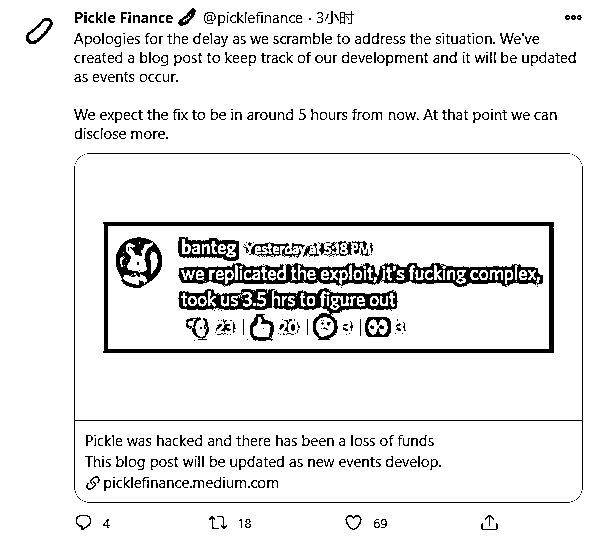 Pickle Finance @picklefinance · 3小时
Apologies for the delay as we scramble to address the situation. We've
created a blog post to keep track of our development and it will be updated
as events occur.
We expect the fix to be in around 5 hours from now. At that point we can
disclose more.
banteg Yesterday at 5:18 PM
we replicated the exploit, it's fucking complex,
took us 3.5 hrs to figure out
23 20 3 3
Pickle was hacked and there has been a loss of funds
This blog post will be updated as new events develop.
picklefinance.medium.com
4 18 69